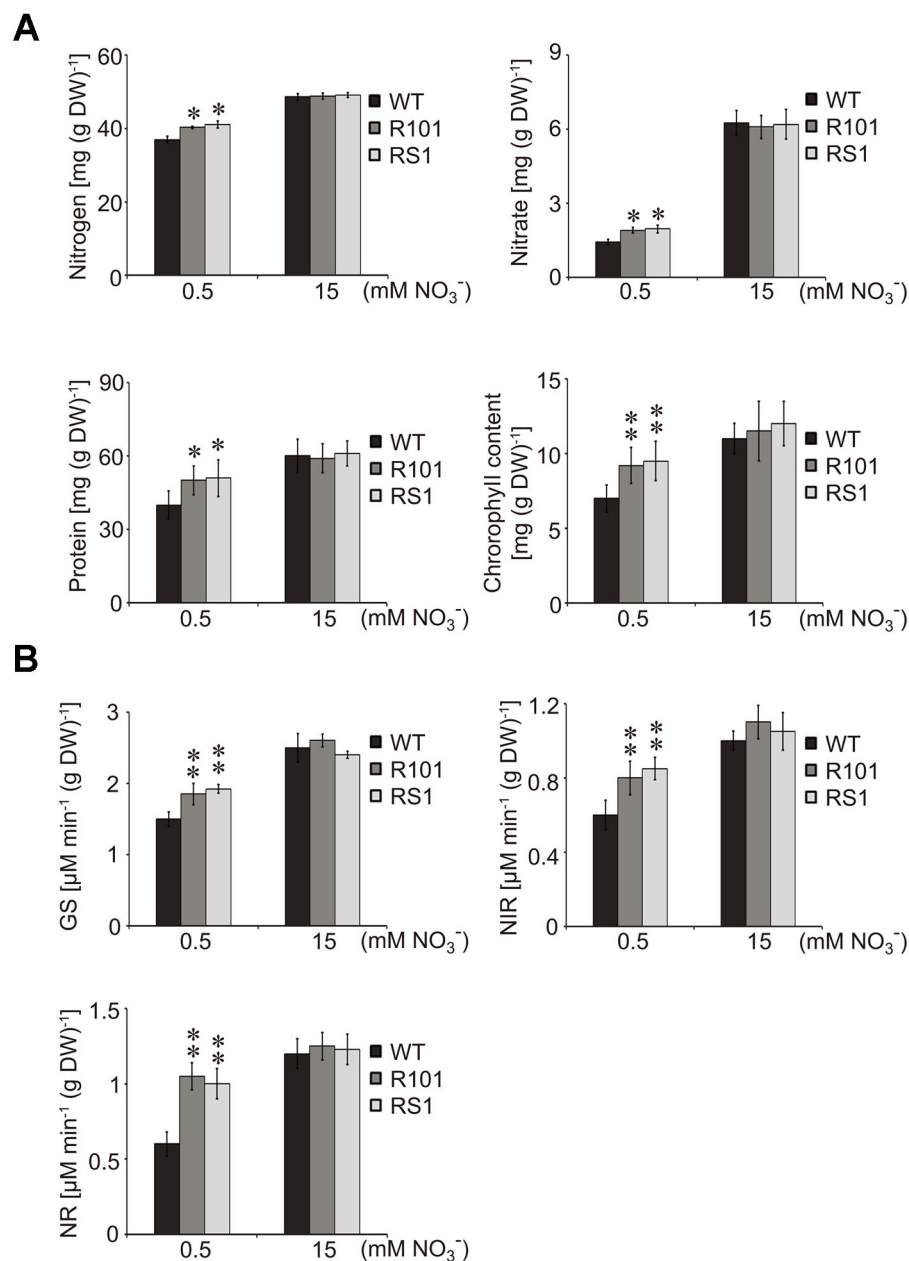 A
Nitrogen [mg (g DW)⁻¹]
60
40
20
0
* *
WT
R101
RS1
0.5 15 (mM NO₃⁻)
Nitrate [mg (g DW)⁻¹]
9
6
3
0
* *
WT
R101
RS1
0.5 15 (mM NO₃⁻)
Protein [mg (g DW)⁻¹]
90
60
30
0
* *
WT
R101
RS1
0.5 15 (mM NO₃⁻)
Chrorophyll content
[mg (g DW)⁻¹]
15
10
5
0
** **
WT
R101
RS1
0.5 15 (mM NO₃⁻)
B
GS [µM min⁻¹ (g DW)⁻¹]
3
2
1
0
** **
WT
R101
RS1
0.5 15 (mM NO₃⁻)
NIR [µM min⁻¹ (g DW)⁻¹]
1.2
0.8
0.4
0
** **
WT
R101
RS1
0.5 15 (mM NO₃⁻)
NR [µM min⁻¹ (g DW)⁻¹]
1.5
1
0.5
0
** **
WT
R101
RS1
0.5 15 (mM NO₃⁻)